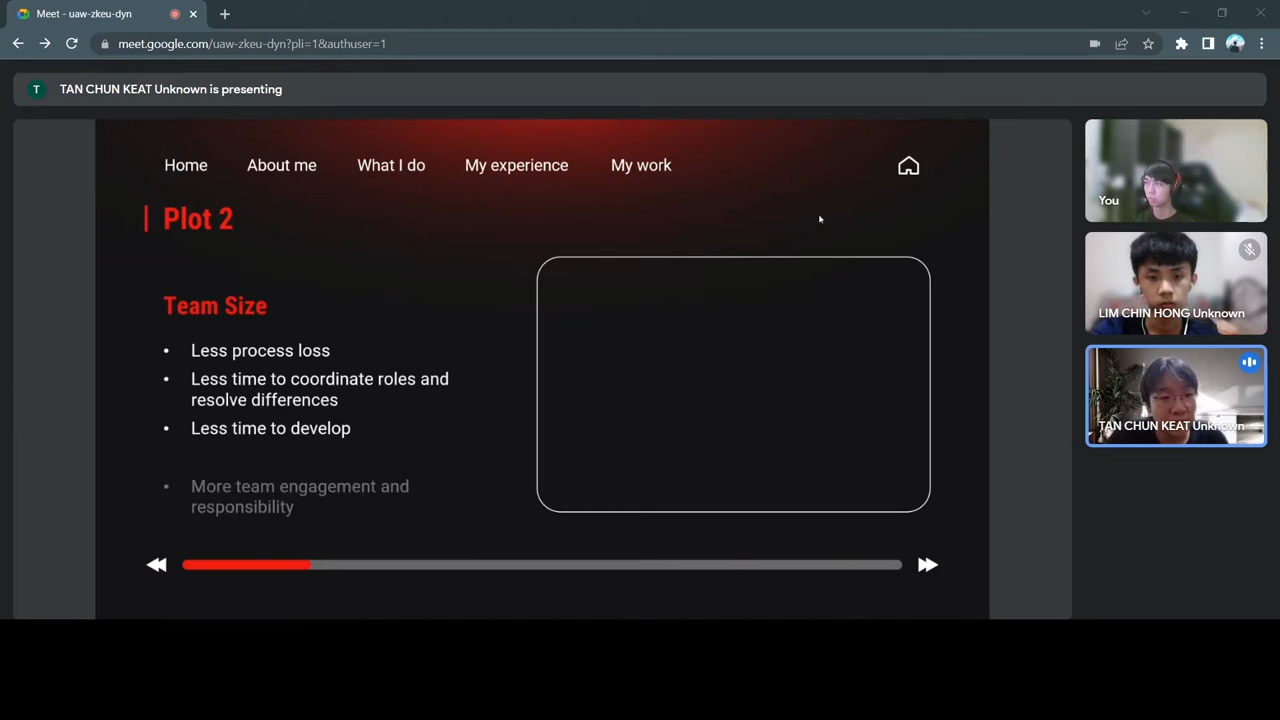 Meet - uaw-zkeu-dyn
meet.google.com/uaw-zkeu-dyn?pli=1&authuser=1
T TAN CHUN KEAT Unknown is presenting
Home About me What I do My experience My work
Plot 2
Team Size
• Less process loss
• Less time to coordinate roles and
resolve differences
• Less time to develop
• More team engagement and
responsibility
You
LIM CHIN HONG Unknown
TAN CHUN KEAT Unknown